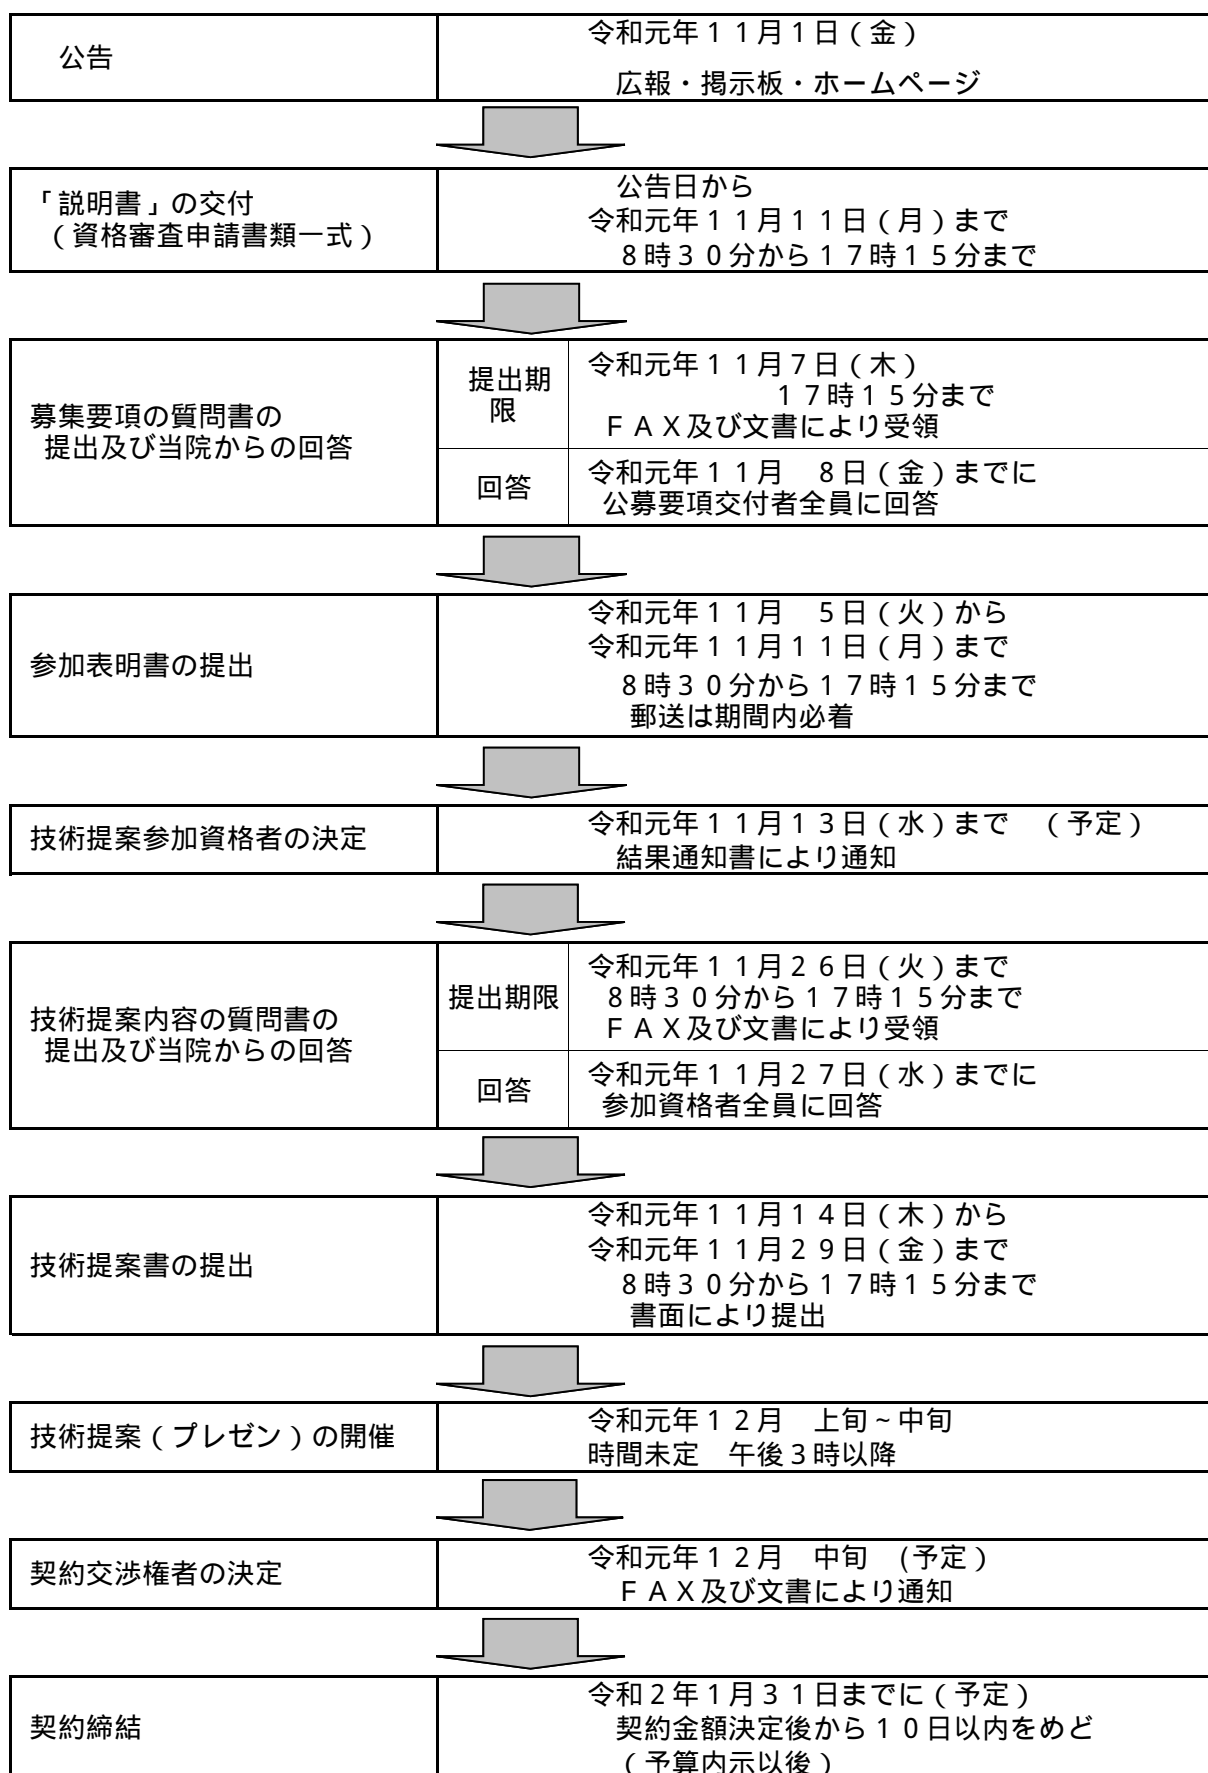 公告
令和元年１１月１日（金）
広報・掲示板・ホームページ
「説明書」の交付
（資格審査申請書類一式）
公告日から
令和元年１１月１１日（月）まで
８時３０分から１７時１５分まで
募集要項の質問書の
提出及び当院からの回答
提出期
限
令和元年１１月７日（木）
１７時１５分まで
ＦＡＸ及び文書により受領
回答
令和元年１１月　８日（金）までに
公募要項交付者全員に回答
参加表明書の提出
令和元年１１月　５日（火）から
令和元年１１月１１日（月）まで
８時３０分から１７時１５分まで
郵送は期間内必着
技術提案参加資格者の決定
令和元年１１月１３日（水）まで　（予定）
結果通知書により通知
技術提案内容の質問書の
提出及び当院からの回答
提出期限
令和元年１１月２６日（火）まで
８時３０分から１７時１５分まで
ＦＡＸ及び文書により受領
回答
令和元年１１月２７日（水）までに
参加資格者全員に回答
技術提案書の提出
令和元年１１月１４日（木）から
令和元年１１月２９日（金）まで
８時３０分から１７時１５分まで
書面により提出
技術提案（プレゼン）の開催
令和元年１２月　上旬～中旬
時間未定　午後３時以降
契約交渉権者の決定
令和元年１２月　中旬　(予定）
ＦＡＸ及び文書により通知
契約締結
令和２年１月３１日までに（予定）
契約金額決定後から１０日以内をめど
（予算内示以後）